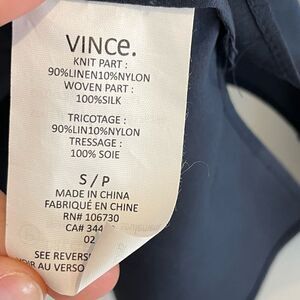 VINCE.
KNIT PART :
90%LINEN10%NYLON
WOVEN PART :
100%SILK
TRICOTAGE :
90%LIN10%NYLON
TRESSAGE :
100% SOIE
S / P
MADE IN CHINA
FABRIQUÉ EN CHINE
RN# 106730
CA# 344
02
SEE REVERS
AU VERSO